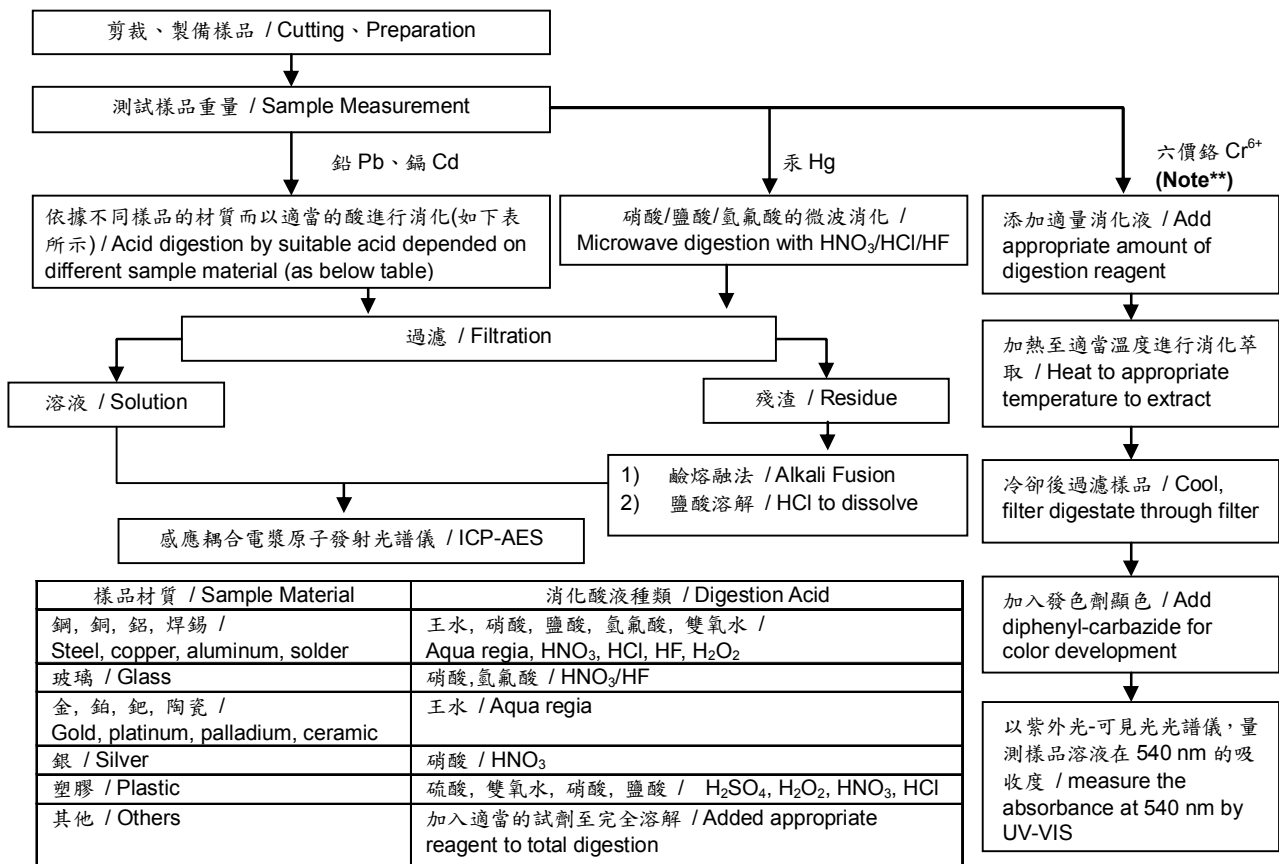 剪裁、製備樣品 / Cutting、Preparation
測試樣品重量 / Sample Measurement
鉛 Pb、鎘 Cd
汞 Hg
六價鉻 Cr⁶⁺
(Note**)
依據不同樣品的材質而以適當的酸進行消化(如下表
所示) / Acid digestion by suitable acid depended on
different sample material (as below table)
硝酸/鹽酸/氫氟酸的微波消化 /
Microwave digestion with HNO₃/HCl/HF
添加適量消化液 / Add
appropriate amount of
digestion reagent
過濾 / Filtration
加熱至適當溫度進行消化萃
取 / Heat to appropriate
temperature to extract
溶液 / Solution
殘渣 / Residue
1) 鹼熔融法 / Alkali Fusion
2) 鹽酸溶解 / HCl to dissolve
冷卻後過濾樣品 / Cool,
filter digestate through filter
感應耦合電漿原子發射光譜儀 / ICP-AES
加入發色劑顯色 / Add
diphenyl-carbazide for
color development
以紫外光-可見光光譜儀，量
測樣品溶液在 540 nm 的吸
收度 / measure the
absorbance at 540 nm by
UV-VIS
樣品材質 / Sample Material
消化酸液種類 / Digestion Acid
鋼, 銅, 鋁, 焊錫 /
Steel, copper, aluminum, solder
王水, 硝酸, 鹽酸, 氫氟酸, 雙氧水 /
Aqua regia, HNO₃, HCl, HF, H₂O₂
玻璃 / Glass
硝酸,氫氟酸 / HNO₃/HF
金, 鉑, 鈀, 陶瓷 /
Gold, platinum, palladium, ceramic
王水 / Aqua regia
銀 / Silver
硝酸 / HNO₃
塑膠 / Plastic
硫酸, 雙氧水, 硝酸, 鹽酸 / H₂SO₄, H₂O₂, HNO₃, HCl
其他 / Others
加入適當的試劑至完全溶解 / Added appropriate
reagent to total digestion